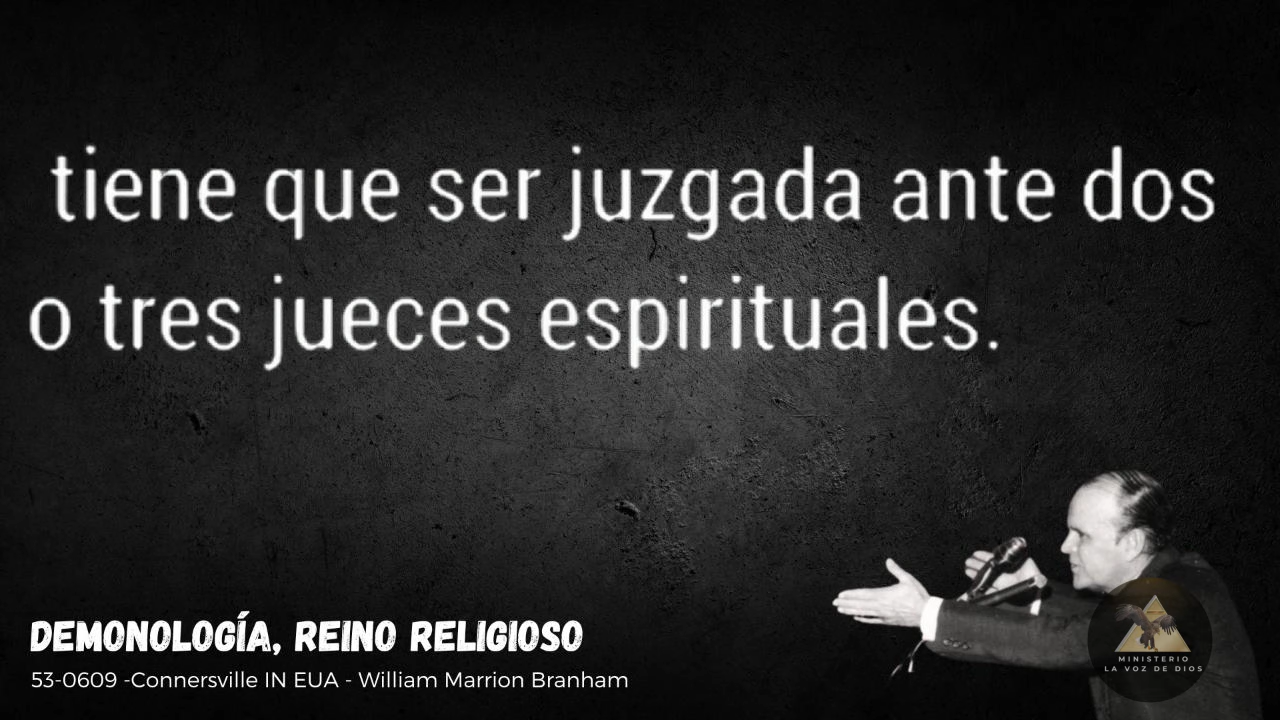 tiene que ser juzgada ante dos
o tres jueces espirituales.
DEMONOLOGÍA, REINO RELIGIOSO
53-0609 -Connersville IN EUA - William Marrion Branham
MINISTERIO
LA VOZ DE DIOS